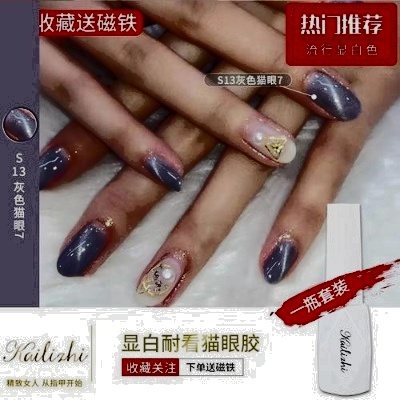 收藏送磁铁
热门推荐
流行显白色
S13灰色猫眼7
S
13
灰色猫眼7
一瓶套装
Kailizhi
Kailizhi
精致女人 从指甲开始
显白耐看猫眼胶
收藏关注
下单送磁铁